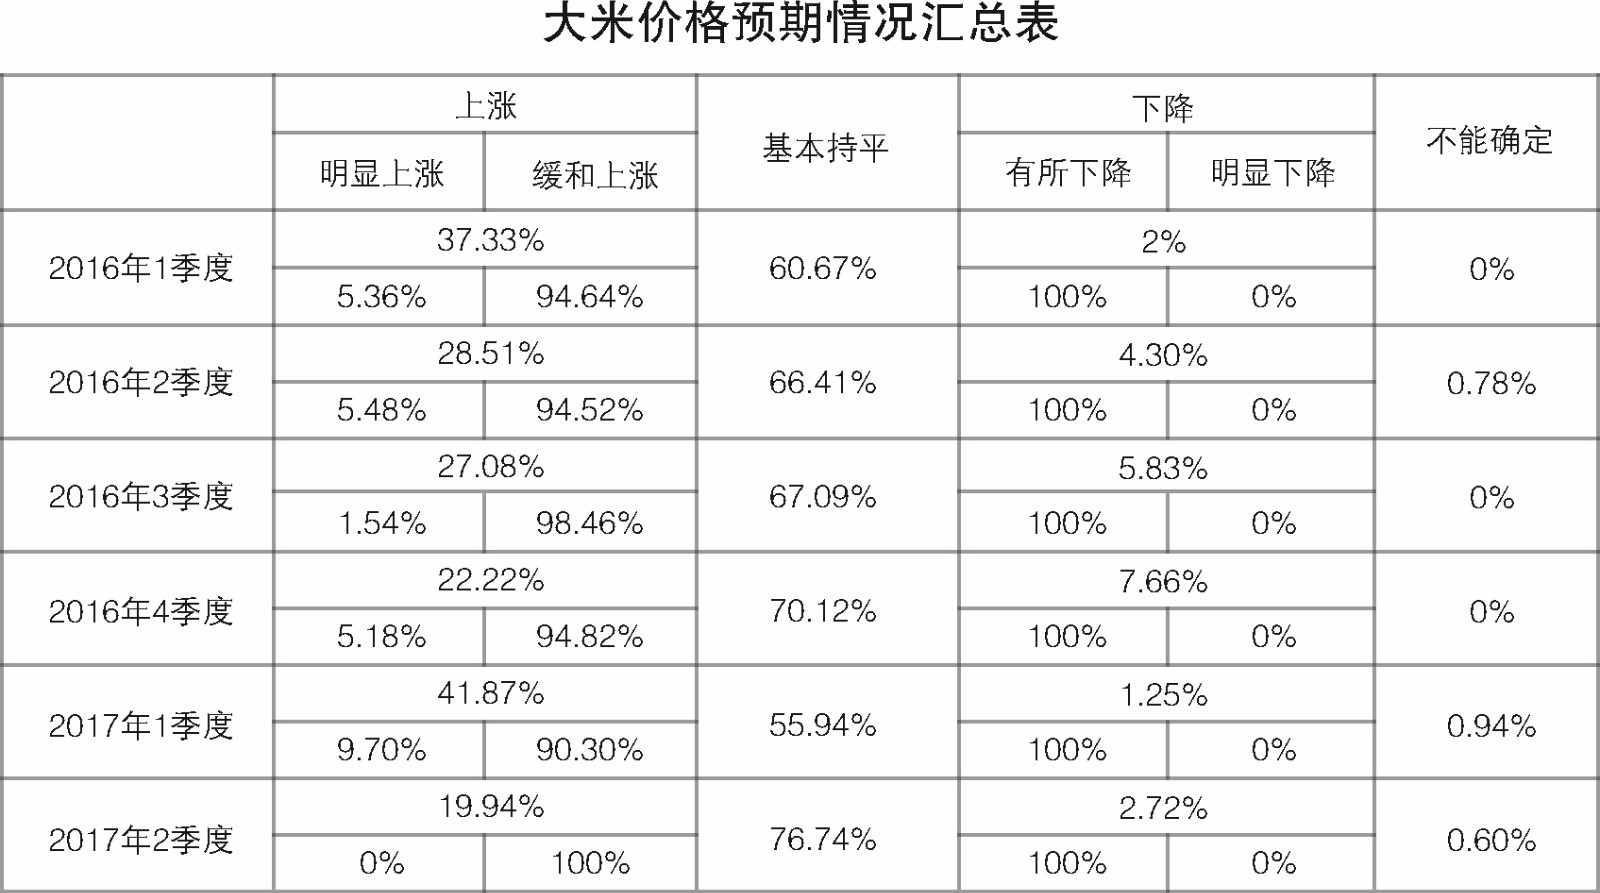 大米价格预期情况汇总表
上涨 基本持平 下降 不能确定
明显上涨 缓和上涨 有所下降 明显下降
2016年1季度 37.33% 60.67% 2% 0%
5.36% 94.64% 100% 0%
2016年2季度 28.51% 66.41% 4.30% 0.78%
5.48% 94.52% 100% 0%
2016年3季度 27.08% 67.09% 5.83% 0%
1.54% 98.46% 100% 0%
2016年4季度 22.22% 70.12% 7.66% 0%
5.18% 94.82% 100% 0%
2017年1季度 41.87% 55.94% 1.25% 0.94%
9.70% 90.30% 100% 0%
2017年2季度 19.94% 76.74% 2.72% 0.60%
0% 100% 100% 0%